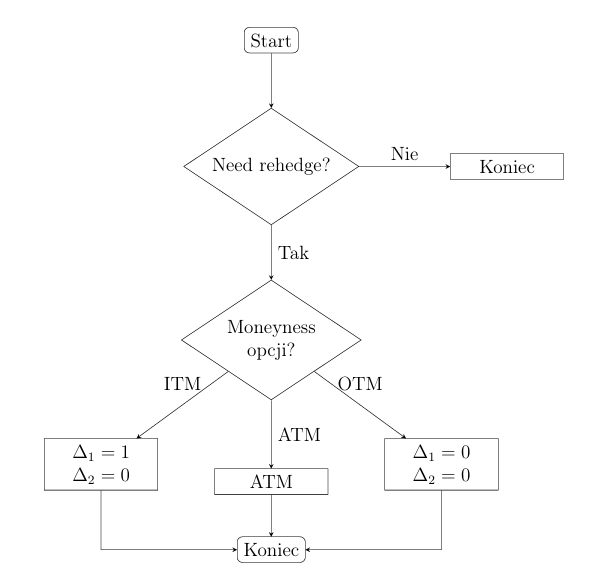 Start
Need rehedge?
Nie
Koniec
Tak
Moneyness
opcji?
ITM
OTM
ATM
Δ₁ = 1
Δ₂ = 0
ATM
Δ₁ = 0
Δ₂ = 0
Koniec